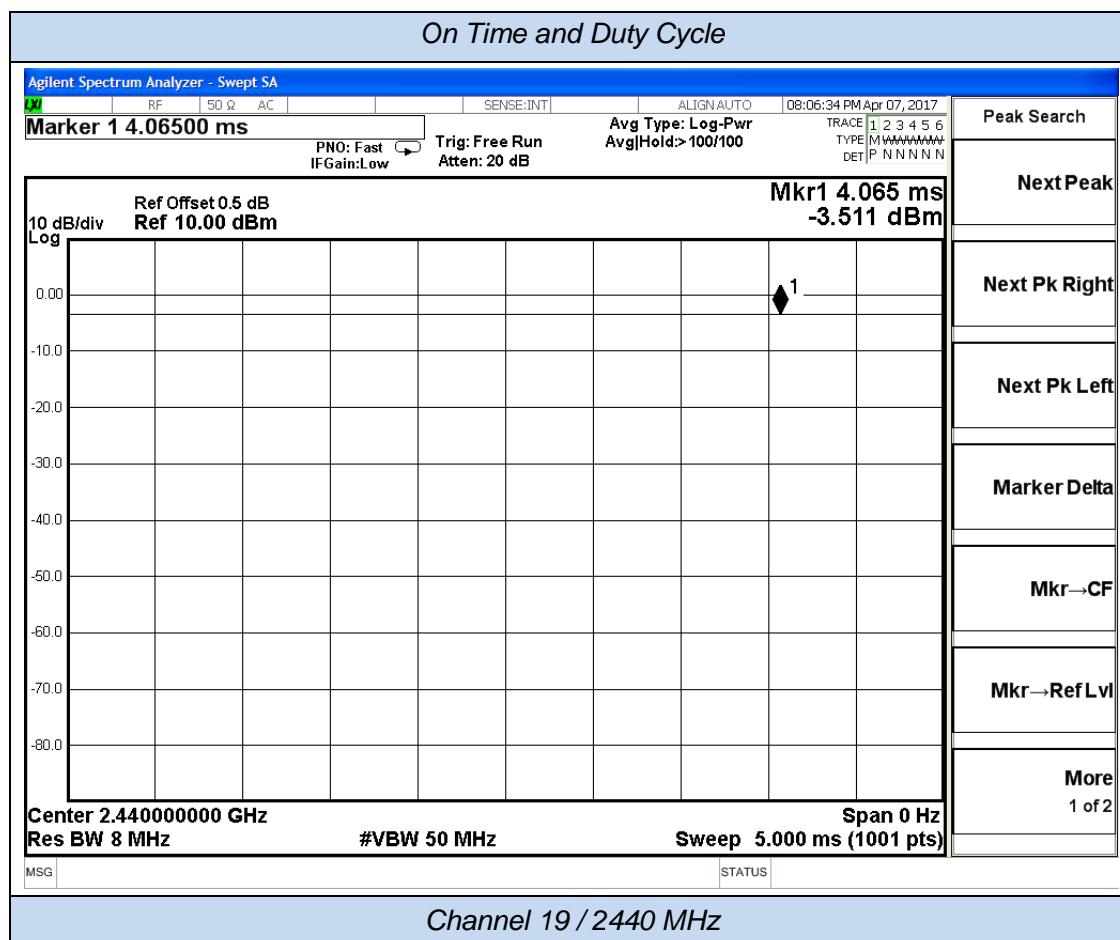 On Time and Duty Cycle
Agilent Spectrum Analyzer - Swept SA
LXI RF 50 Ω AC SENSE:INT ALIGN AUTO 08:06:34 PM Apr 07, 2017
Marker 1 4.06500 ms
PNO: Fast
IFGain:Low
Trig: Free Run
Atten: 20 dB
Avg Type: Log-Pwr
Avg|Hold:>100/100
TRACE 1 2 3 4 5 6
TYPE M WWWWW
DET P N N N N N
Ref Offset 0.5 dB
Ref 10.00 dBm
10 dB/div
Log
Mkr1 4.065 ms
-3.511 dBm
1
0.00
-10.0
-20.0
-30.0
-40.0
-50.0
-60.0
-70.0
-80.0
Center 2.440000000 GHz
Span 0 Hz
Res BW 8 MHz
#VBW 50 MHz
Sweep 5.000 ms (1001 pts)
MSG
STATUS
Peak Search
Next Peak
Next Pk Right
Next Pk Left
Marker Delta
Mkr→CF
Mkr→Ref Lvl
More
1 of 2
Channel 19 / 2440 MHz